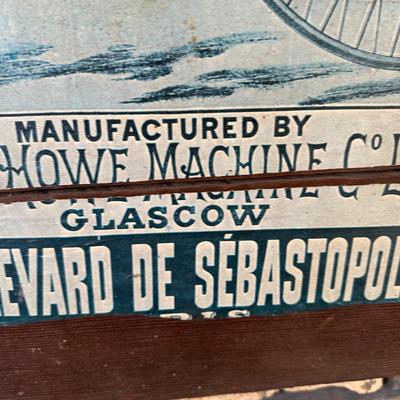 MANUFACTURED BY
HOWE MACHINE Co L
GLASCOW
EVARD DE SÉBASTOPOL